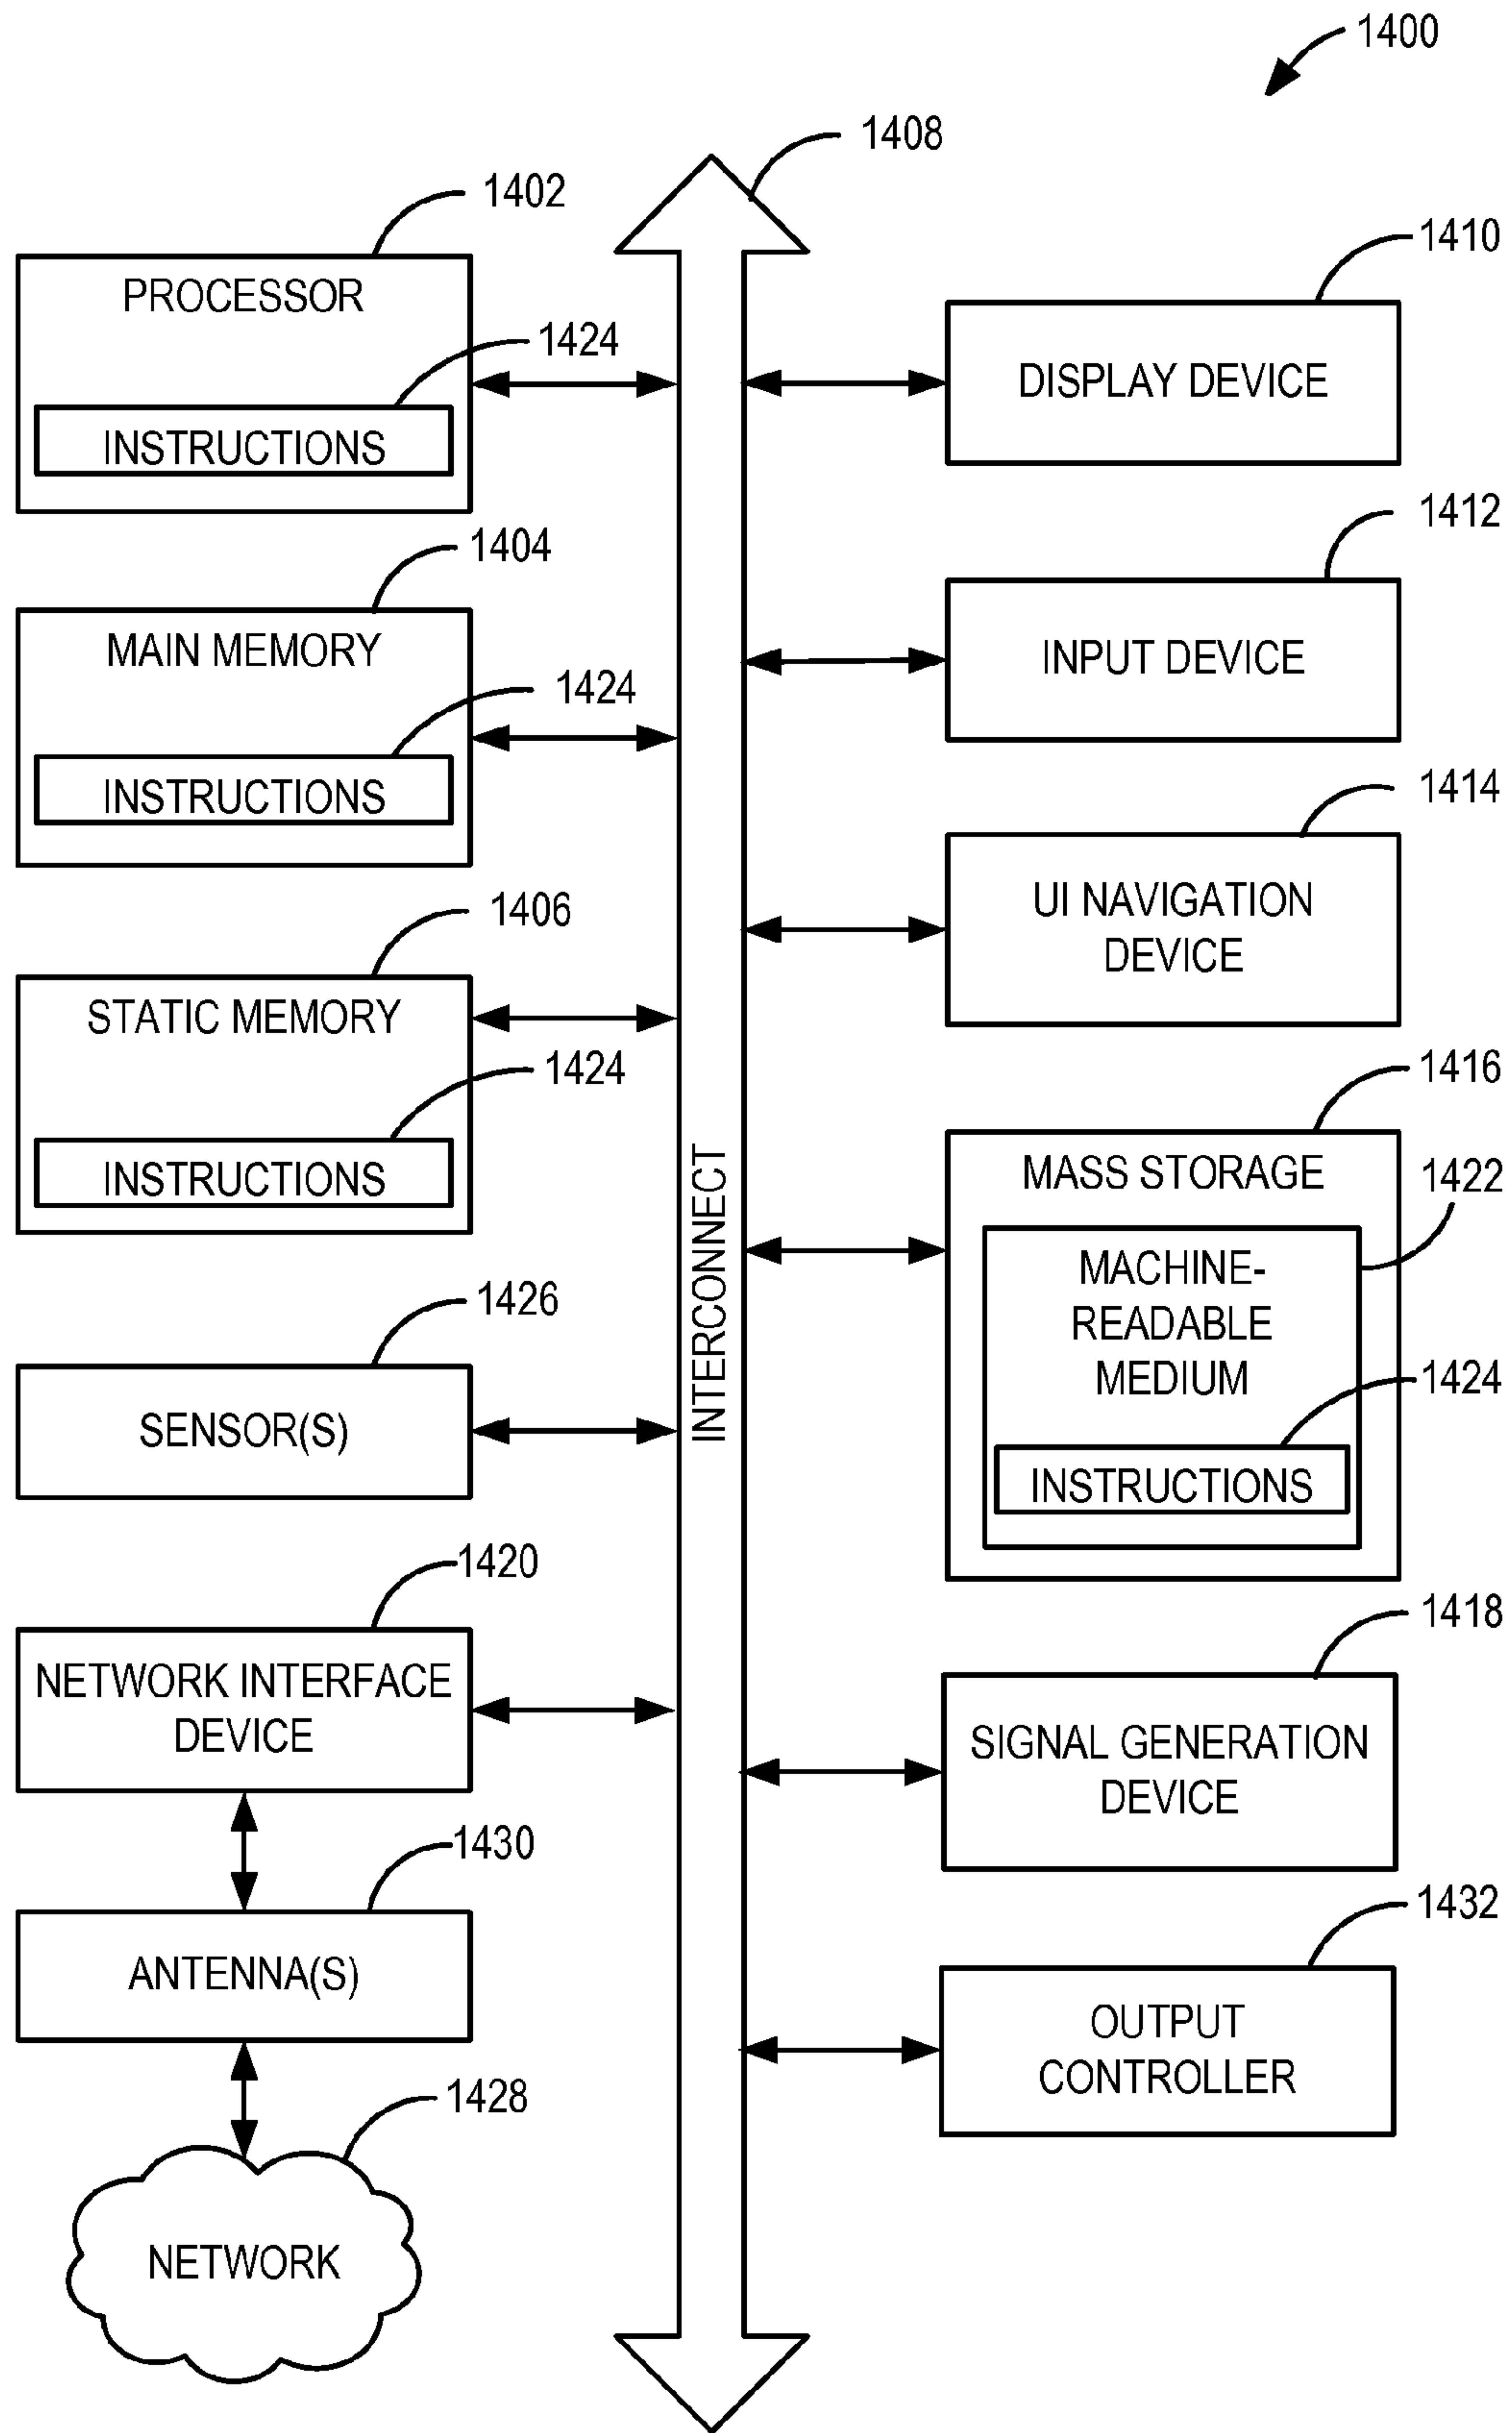 1400
1408
1402
PROCESSOR
1424
INSTRUCTIONS
1404
MAIN MEMORY
1424
INSTRUCTIONS
1406
STATIC MEMORY
1424
INSTRUCTIONS
1426
SENSOR(S)
1420
NETWORK INTERFACE
DEVICE
1430
ANTENNA(S)
1428
NETWORK
INTERCONNECT
1410
DISPLAY DEVICE
1412
INPUT DEVICE
1414
UI NAVIGATION
DEVICE
1416
MASS STORAGE
1422
MACHINE-
READABLE
MEDIUM
1424
INSTRUCTIONS
1418
SIGNAL GENERATION
DEVICE
1432
OUTPUT
CONTROLLER